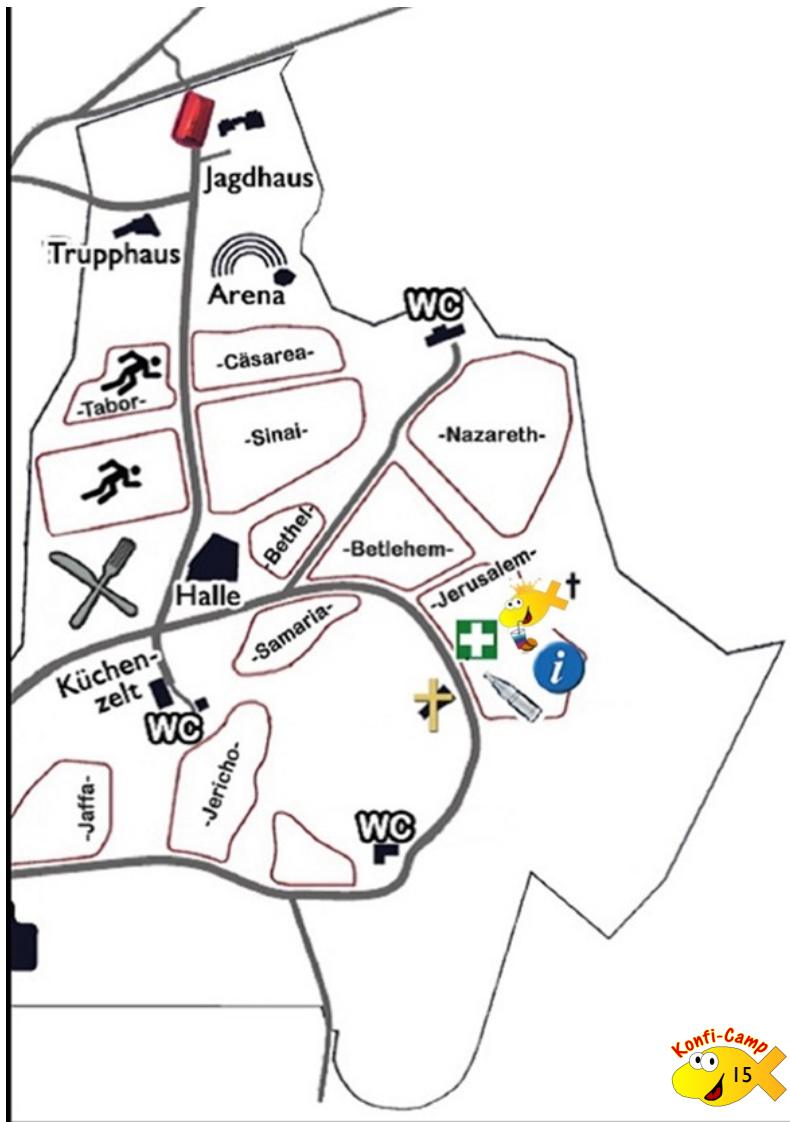 Jagdhaus
Trupphaus
Arena
WC
-Cäsarea-
-Tabor-
-Sinai-
-Nazareth-
-Bethel-
-Betlehem-
Halle
-Jerusalem-
-Samaria-
i
Küchen-
zelt
WC
-Jericho-
-Jaffa-
WC
Konfi-Camp
15